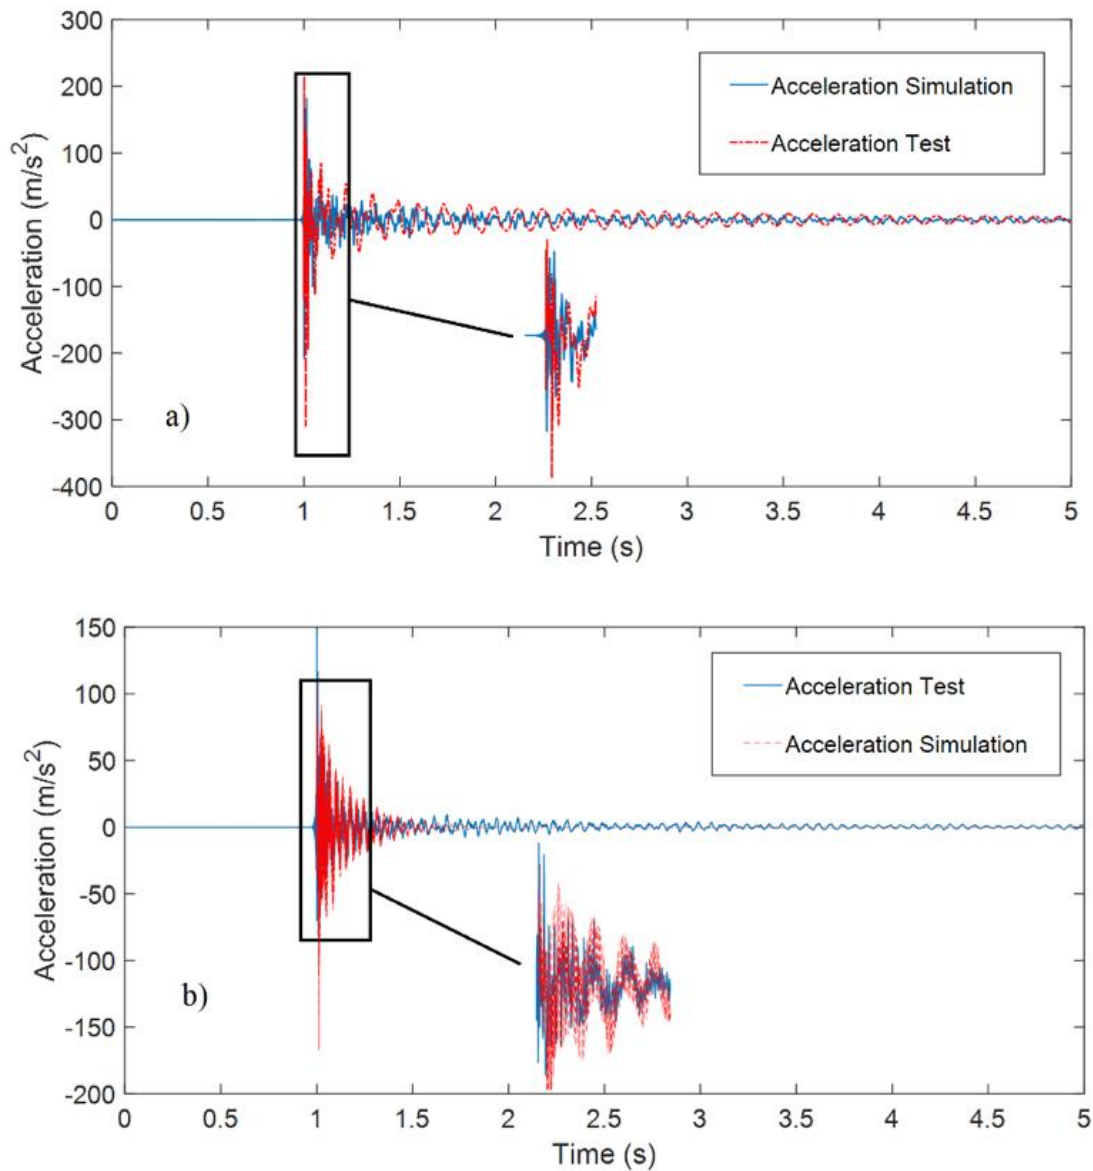 300
200
100
0
-100
-200
-300
-400
Acceleration (m/s²)
Acceleration Simulation
Acceleration Test
a)
0 0.5 1 1.5 2 2.5 3 3.5 4 4.5 5
Time (s)
150
100
50
0
-50
-100
-150
-200
Acceleration (m/s²)
Acceleration Test
Acceleration Simulation
b)
0 0.5 1 1.5 2 2.5 3 3.5 4 4.5 5
Time (s)